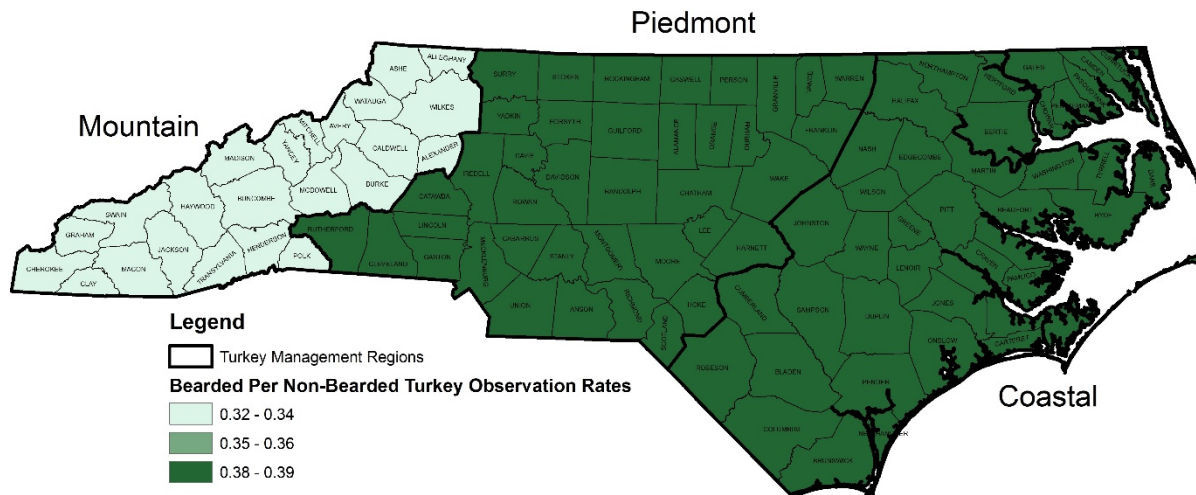 Piedmont
Mountain
Coastal
ALLEGHANY
ASHE
SURRY
STOKES
ROCKINGHAM
CASWELL
PERSON
GRANVILLE
VANCE
WARREN
NORTHAMPTON
HERTFORD
GATES
CAMDEN
PASQUOTANK
WATAUGA
WILKES
YADKIN
FORSYTH
GUILFORD
ALAMANCE
ORANGE
DURHAM
FRANKLIN
HALIFAX
BERTIE
CHOWAN
MITCHELL
AVERY
YANCEY
CALDWELL
ALEXANDER
MADISON
IREDELL
DAVIE
DAVIDSON
RANDOLPH
CHATHAM
WAKE
NASH
EDGECOMBE
MARTIN
WASHINGTON
TYRRELL
DARE
BURKE
MCDOWELL
BUNCOMBE
HAYWOOD
SWAIN
CATAWBA
ROWAN
WILSON
PITT
BEAUFORT
HYDE
GRAHAM
JACKSON
HENDERSON
RUTHERFORD
LINCOLN
CABARRUS
STANLY
MONTGOMERY
MOORE
LEE
HARNETT
JOHNSTON
GREENE
WAYNE
LENOIR
CRAVEN
PAMLICO
CHEROKEE
CLAY
MACON
TRANSYLVANIA
POLK
CLEVELAND
GASTON
MECKLENBURG
UNION
ANSON
RICHMOND
SCOTLAND
HOKE
CUMBERLAND
SAMPSON
DUPLIN
JONES
ONSLOW
CARTERET
ROBESON
BLADEN
PENDER
COLUMBUS
BRUNSWICK
Legend
Turkey Management Regions
Bearded Per Non-Bearded Turkey Observation Rates
0.32 - 0.34
0.35 - 0.36
0.38 - 0.39